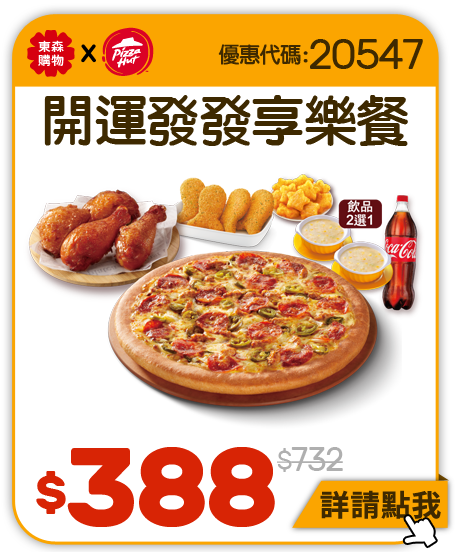 東森
購物
X
Pizza
Hut
優惠代碼:20547
開運發發享樂餐
飲品
2選1
Coca-Cola
$388
$732
詳請點我